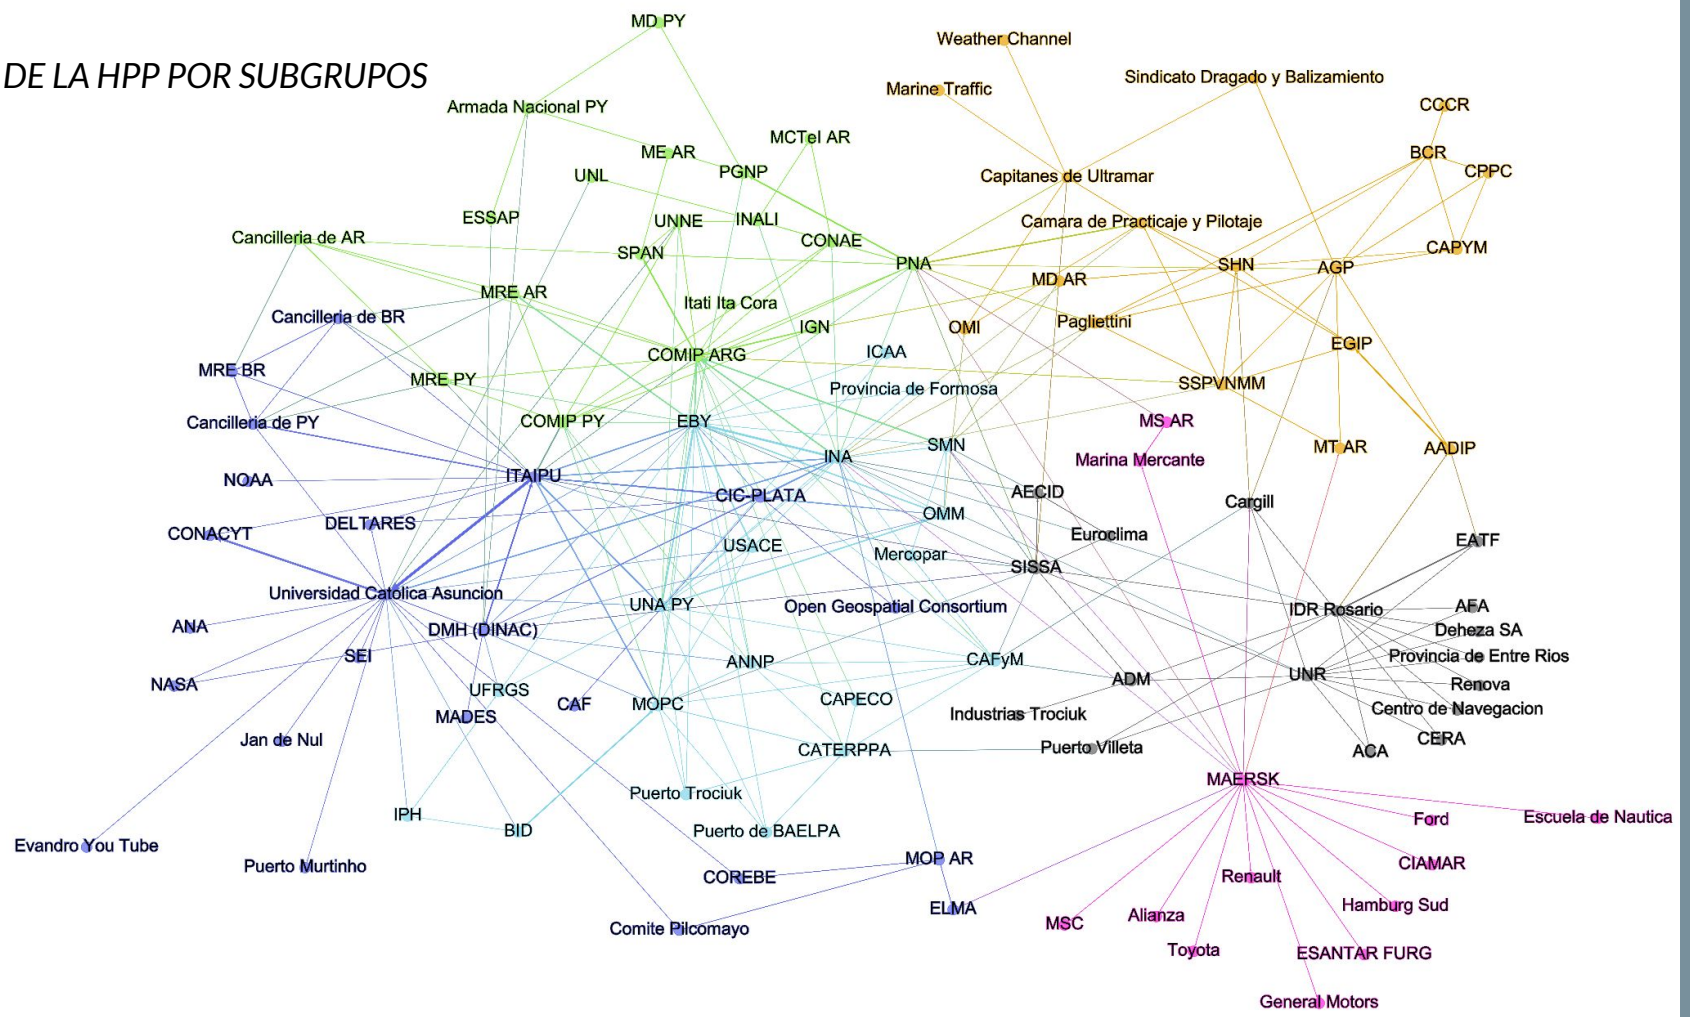 MD PY
Weather Channel
DE LA HPP POR SUBGRUPOS
Sindicato Dragado y Balizamiento
Marine Traffic
Armada Nacional PY
CCCR
MCTel AR
ME AR
BCR
PGNP
CPPC
UNL
Capitanes de Ultramar
ESSAP
UNNE
INALI
Camara de Practicaje y Pilotaje
Cancilleria de AR
CONAE
CAPYM
SPAN
PNA
SHN
AGP
MD AR
MRE AR
Itati Ita Cora
Cancilleria de BR
IGN
OMI
Pagliettini
EGIP
COMIP ARG
ICAA
MRE BR
MRE PY
Provincia de Formosa
SSPVNMM
Cancilleria de PY
COMIP PY
EBY
MS AR
SMN
MT AR
AADIP
INA
Marina Mercante
NOAA
ITAIPU
CIC-PLATA
AECID
Cargill
OMM
CONACYT
DELTARES
Euroclima
EATF
USACE
Mercopar
SISSA
Universidad Catolica Asuncion
UNA PY
Open Geospatial Consortium
IDR Rosario
AFA
ANA
DMH (DINAC)
Deheza SA
SEI
ANNP
CAFyM
Provincia de Entre Rios
NASA
ADM
UNR
Renova
UFRGS
CAF
MOPC
CAPECO
Centro de Navegacion
MADES
Industrias Trociuk
Jan de Nul
CERA
CATERPPA
Puerto Villeta
ACA
MAERSK
Puerto Trociuk
IPH
Ford
Escuela de Nautica
BID
Puerto de BAELPA
Evandro You Tube
MOP AR
Puerto Murtinho
CIAMAR
COREBE
Renault
ELMA
Hamburg Sud
Comite Pilcomayo
MSC
Alianza
Toyota
ESANTAR FURG
General Motors